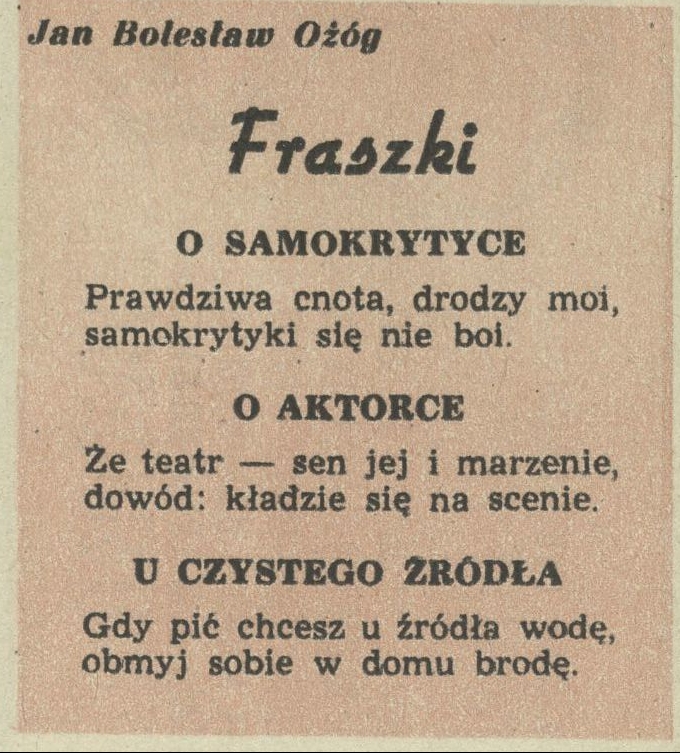 Jan Bolesław Ożóg
Fraszki
O SAMOKRYTYCE
Prawdziwa cnota, drodzy moi,
samokrytyki się nie boi.
O AKTORCE
Że teatr — sen jej i marzenie,
dowód: kładzie się na scenie.
U CZYSTEGO ŹRÓDŁA
Gdy pić chcesz u źródła wodę,
obmyj sobie w domu brodę.